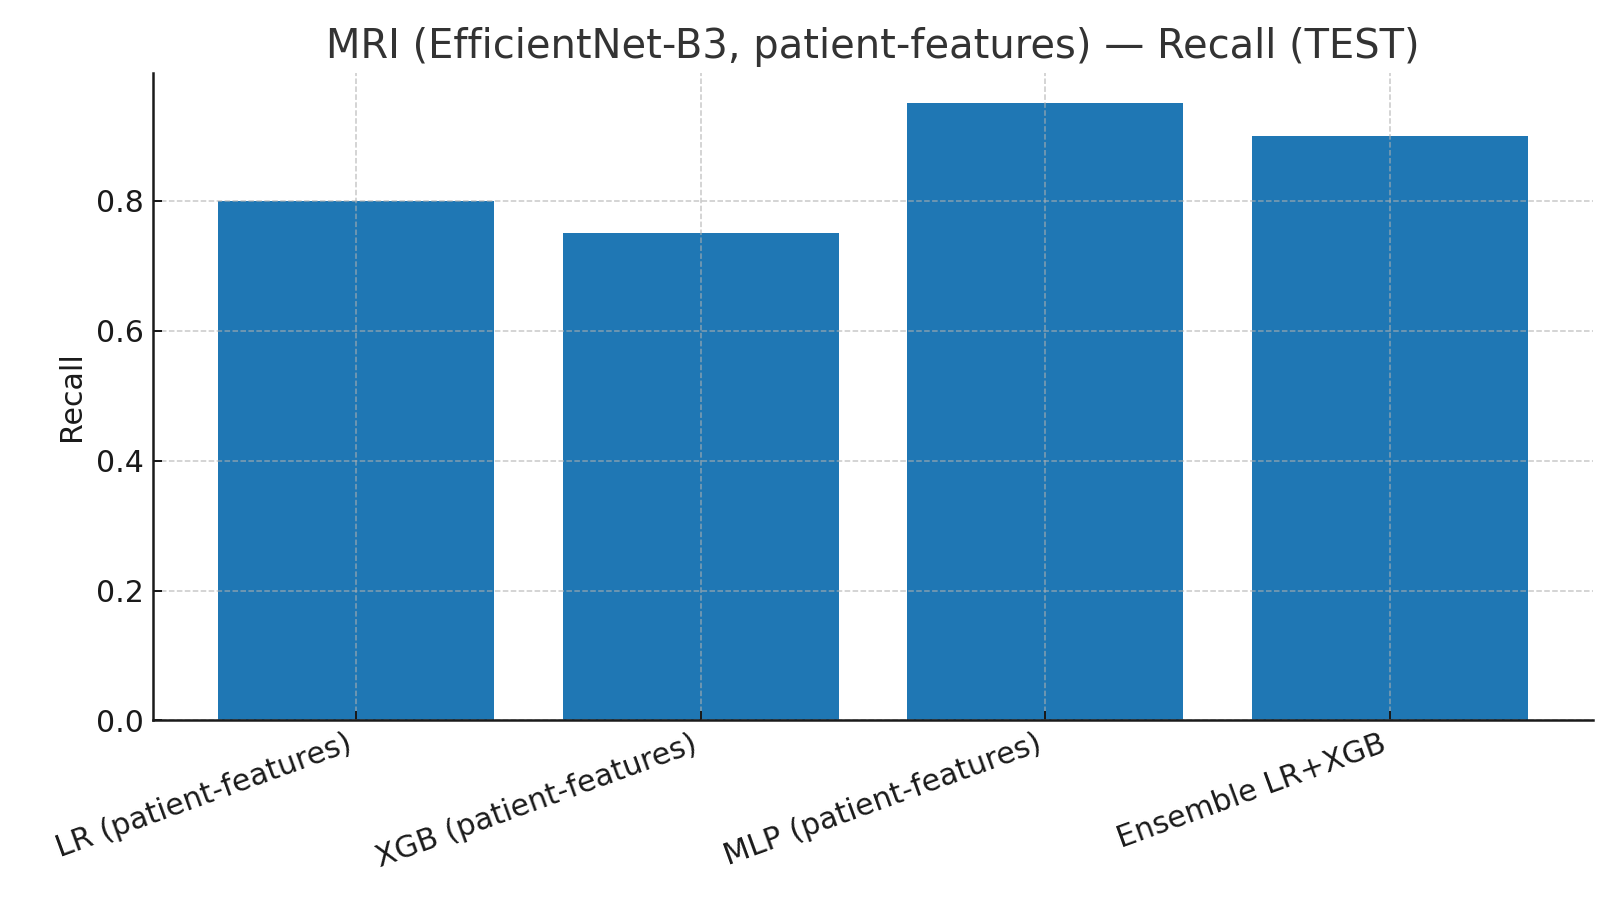 MRI (EfficientNet-B3, patient-features) — Recall (TEST)
Recall
0.8
0.6
0.4
0.2
0.0
LR (patient-features)
XGB (patient-features)
MLP (patient-features)
Ensemble LR+XGB